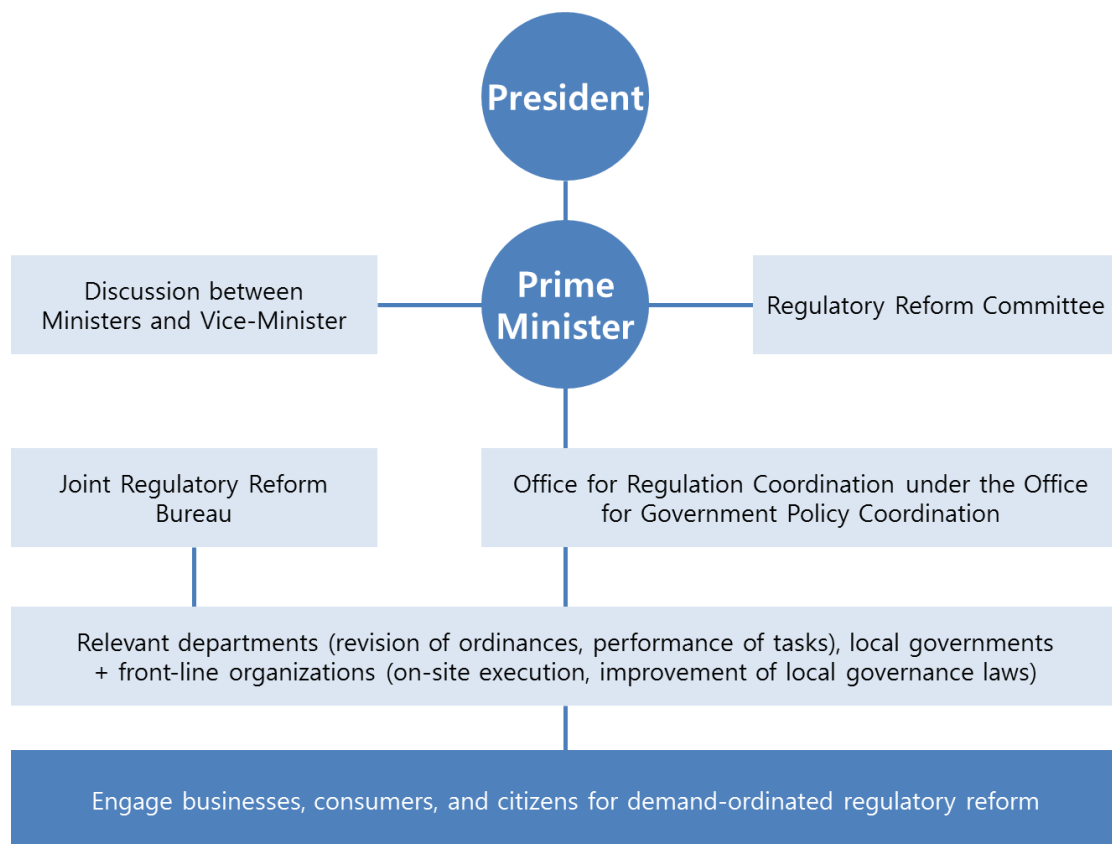 President
Prime
Minister
Discussion between
Ministers and Vice-Minister
Regulatory Reform Committee
Joint Regulatory Reform
Bureau
Office for Regulation Coordination under the Office
for Government Policy Coordination
Relevant departments (revision of ordinances, performance of tasks), local governments
+ front-line organizations (on-site execution, improvement of local governance laws)
Engage businesses, consumers, and citizens for demand-ordinated regulatory reform